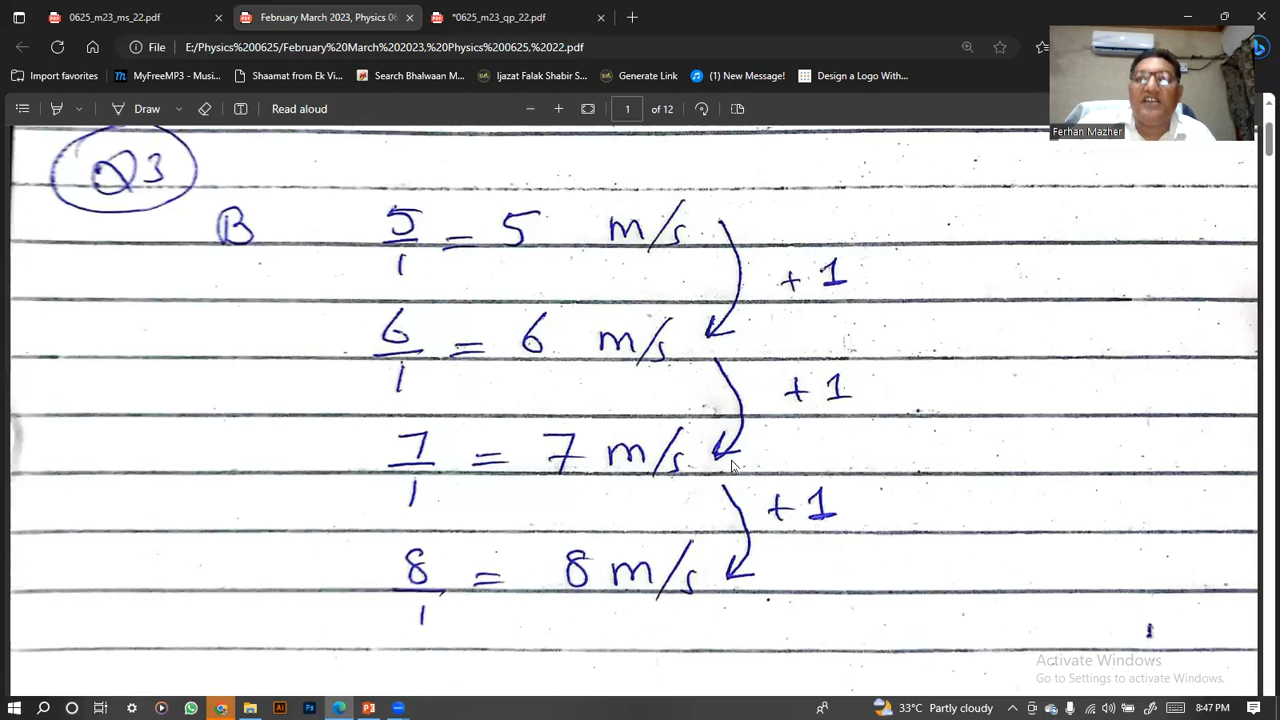 0625_m23_qp_22.pdf
February March 2023, Physics 06
*0625_m23_qp_22.pdf
File E:/Physics%200625/February%20March%202023,%20Physics%200625,%2022.pdf
Import favorites
MyFreeMP3 - Musi...
Shaamat from Ek Vi...
Search Bhalwaan M...
Ijazat Falak Shabir S...
Generate Link
(1) New Message!
Design a Logo With...
Draw
Read aloud
1 of 12
Ferhan Mazher
Q3
B 5/1 = 5 m/s
+ 1
6/1 = 6 m/s
+ 1
7/1 = 7 m/s
+ 1
8/1 = 8 m/s
Activate Windows
Go to Settings to activate Windows.
33°C Partly cloudy
8:47 PM